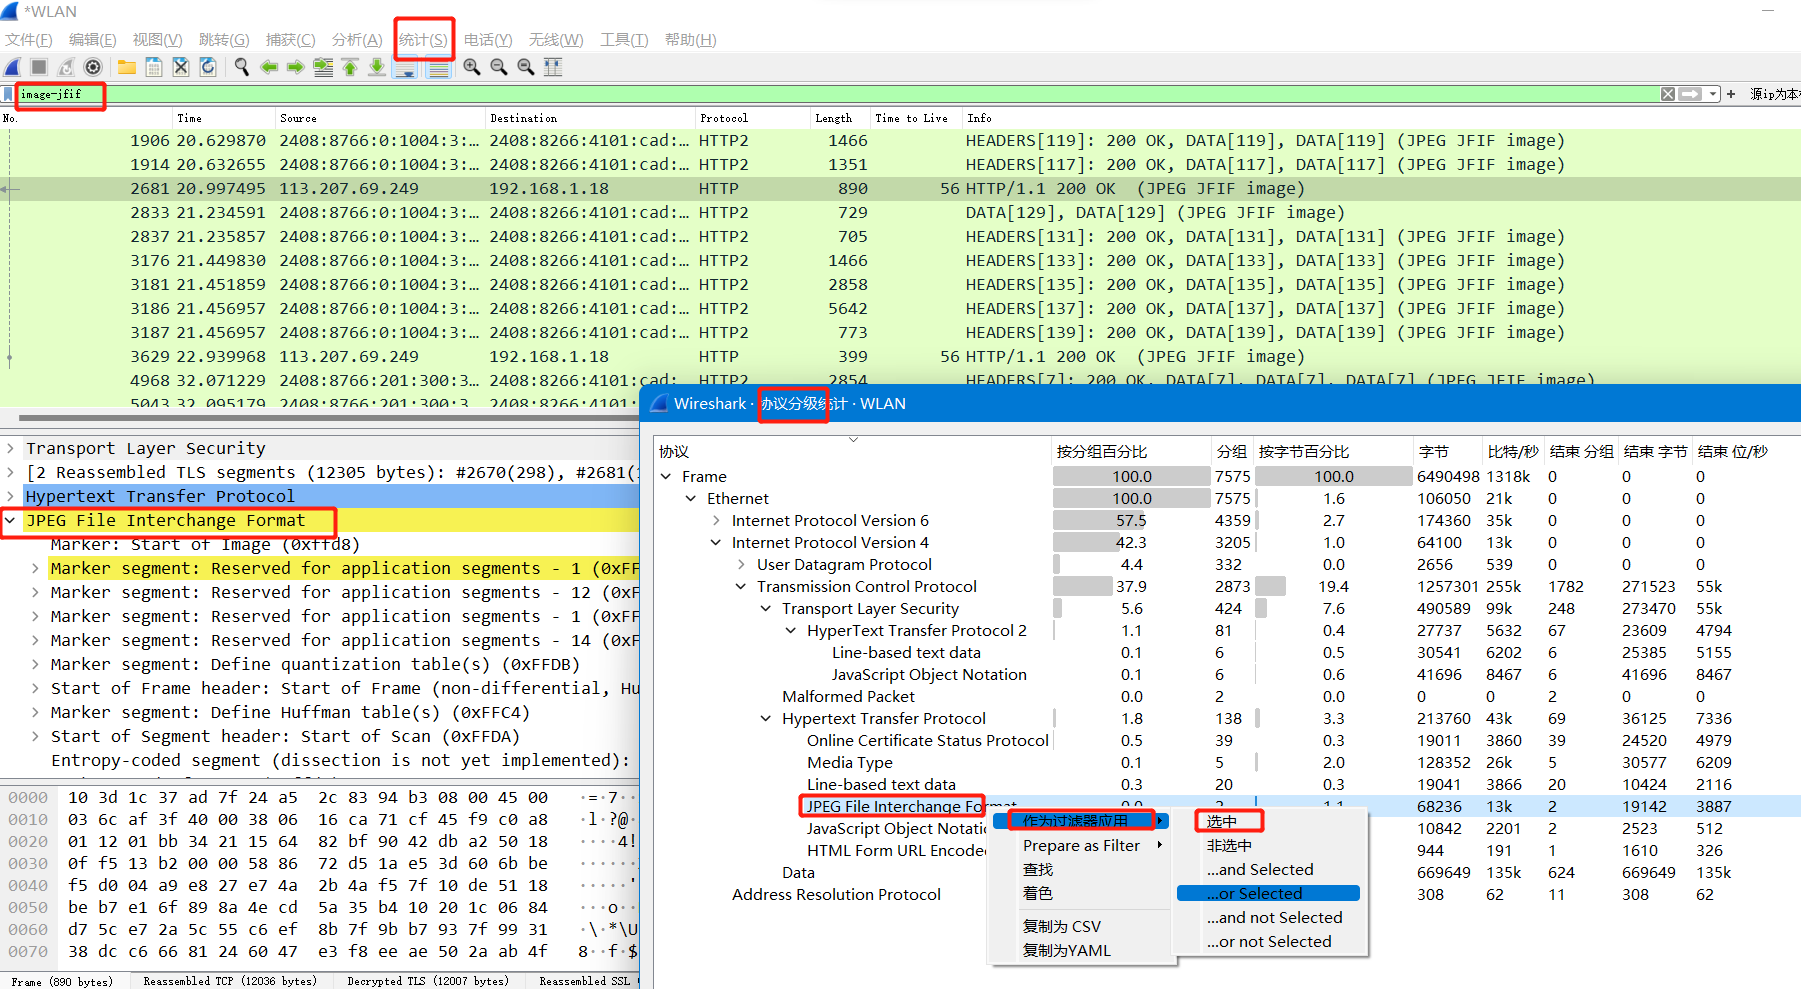 *WLAN
文件(F) 编辑(E) 视图(V) 跳转(G) 捕获(C) 分析(A) 统计(S) 电话(Y) 无线(W) 工具(T) 帮助(H)
image-jfif
+ 源ip为本
No. Time Source Destination Protocol Length Time to Live Info
1906 20.629870 2408:8766:0:1004:3:… 2408:8266:4101:cad:… HTTP2 1466 HEADERS[119]: 200 OK, DATA[119], DATA[119] (JPEG JFIF image)
1914 20.632655 2408:8766:0:1004:3:… 2408:8266:4101:cad:… HTTP2 1351 HEADERS[117]: 200 OK, DATA[117], DATA[117] (JPEG JFIF image)
2681 20.997495 113.207.69.249 192.168.1.18 HTTP 890 56 HTTP/1.1 200 OK (JPEG JFIF image)
2833 21.234591 2408:8766:0:1004:3:… 2408:8266:4101:cad:… HTTP2 729 DATA[129], DATA[129] (JPEG JFIF image)
2837 21.235857 2408:8766:0:1004:3:… 2408:8266:4101:cad:… HTTP2 705 HEADERS[131]: 200 OK, DATA[131], DATA[131] (JPEG JFIF image)
3176 21.449830 2408:8766:0:1004:3:… 2408:8266:4101:cad:… HTTP2 1466 HEADERS[133]: 200 OK, DATA[133], DATA[133] (JPEG JFIF image)
3181 21.451859 2408:8766:0:1004:3:… 2408:8266:4101:cad:… HTTP2 2858 HEADERS[135]: 200 OK, DATA[135], DATA[135] (JPEG JFIF image)
3186 21.456957 2408:8766:0:1004:3:… 2408:8266:4101:cad:… HTTP2 5642 HEADERS[137]: 200 OK, DATA[137], DATA[137] (JPEG JFIF image)
3187 21.456957 2408:8766:0:1004:3:… 2408:8266:4101:cad:… HTTP2 773 HEADERS[139]: 200 OK, DATA[139], DATA[139] (JPEG JFIF image)
3629 22.939968 113.207.69.249 192.168.1.18 HTTP 399 56 HTTP/1.1 200 OK (JPEG JFIF image)
4968 32.071229 2408:8766:201:300:3… 2408:8266:4101:cad: HTTP2 2854 HEADERS[7]: 200 OK, DATA[7], DATA[7], DATA[7] (JPEG JFIF image)
5043 32.095179 2408:8766:201:300:3… 2408:8266:4101:
Transport Layer Security
[2 Reassembled TLS segments (12305 bytes): #2670(298), #2681(
Hypertext Transfer Protocol
JPEG File Interchange Format
Marker: Start of Image (0xffd8)
Marker segment: Reserved for application segments - 1 (0xFF
Marker segment: Reserved for application segments - 12 (0xF
Marker segment: Reserved for application segments - 1 (0xFF
Marker segment: Reserved for application segments - 14 (0xF
Marker segment: Define quantization table(s) (0xFFDB)
Start of Frame header: Start of Frame (non-differential, Hu
Marker segment: Define Huffman table(s) (0xFFC4)
Start of Segment header: Start of Scan (0xFFDA)
Entropy-coded segment (dissection is not yet implemented):
0000 10 3d 1c 37 ad 7f 24 a5 2c 83 94 b3 08 00 45 00 ·=·7··
0010 03 6c af 3f 40 00 38 06 16 ca 71 cf 45 f9 c0 a8 ·l·?@·
0020 01 12 01 bb 34 21 15 64 82 bf 90 42 db a2 50 18 ····4!
0030 0f f5 13 b2 00 00 58 86 72 d5 1a e5 3d 60 6b be
0040 f5 d0 04 a9 e8 27 e7 4a 2b 4a f5 7f 10 de 51 18 ·····'
0050 be b7 e1 6f 89 8a 4e cd 5a 35 b4 10 20 1c 06 84 ···o··
0060 d7 5c e7 2a 5c 55 c6 ef 8b 7f 9b b7 93 7f 99 31 ·\·*\U
0070 38 dc c6 66 81 24 60 47 e3 f8 ee ae 50 2a ab 4f 8··f·$
Frame (890 bytes) Reassembled TCP (12036 bytes) Decrypted TLS (12007 bytes) Reassembled SSL
Wireshark · 协议分级统计 · WLAN
协议 按分组百分比 分组 按字节百分比 字节 比特/秒 结束 分组 结束 字节 结束 位/秒
Frame 100.0 7575 100.0 6490498 1318k 0 0 0
Ethernet 100.0 7575 1.6 106050 21k 0 0 0
Internet Protocol Version 6 57.5 4359 2.7 174360 35k 0 0 0
Internet Protocol Version 4 42.3 3205 1.0 64100 13k 0 0 0
User Datagram Protocol 4.4 332 0.0 2656 539 0 0 0
Transmission Control Protocol 37.9 2873 19.4 1257301 255k 1782 271523 55k
Transport Layer Security 5.6 424 7.6 490589 99k 248 273470 55k
HyperText Transfer Protocol 2 1.1 81 0.4 27737 5632 67 23609 4794
Line-based text data 0.1 6 0.5 30541 6202 6 25385 5155
JavaScript Object Notation 0.1 6 0.6 41696 8467 6 41696 8467
Malformed Packet 0.0 2 0.0 0 0 2 0 0
Hypertext Transfer Protocol 1.8 138 3.3 213760 43k 69 36125 7336
Online Certificate Status Protocol 0.5 39 0.3 19011 3860 39 24520 4979
Media Type 0.1 5 2.0 128352 26k 5 30577 6209
Line-based text data 0.3 20 0.3 19041 3866 20 10424 2116
JPEG File Interchange Format 0.0 2 1.1 68236 13k 2 19142 3887
JavaScript Object Notati 10842 2201 2 2523 512
HTML Form URL Encode 944 191 1 1610 326
Data 669649 135k 624 669649 135k
Address Resolution Protocol 308 62 11 308 62
作为过滤器应用
Prepare as Filter
查找
着色
复制为 CSV
复制为YAML
选中
非选中
…and Selected
…or Selected
…and not Selected
…or not Selected